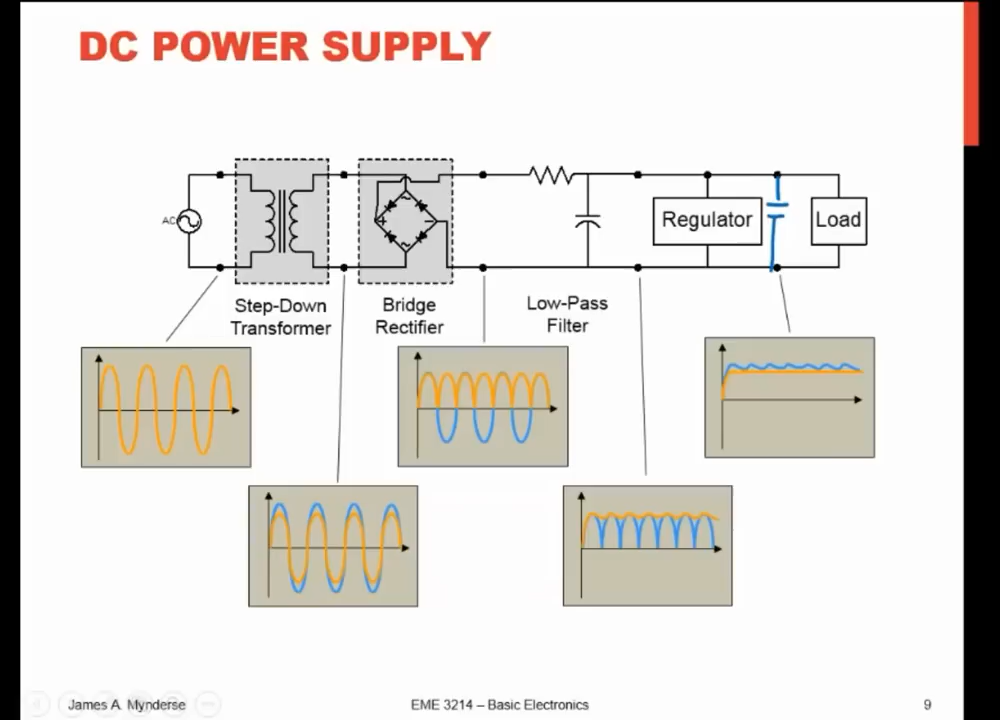 DC POWER SUPPLY
AC
Regulator
Load
+
~
~
−
Step-Down
Transformer
Bridge
Rectifier
Low-Pass
Filter
James A. Mynderse
EME 3214 – Basic Electronics
9